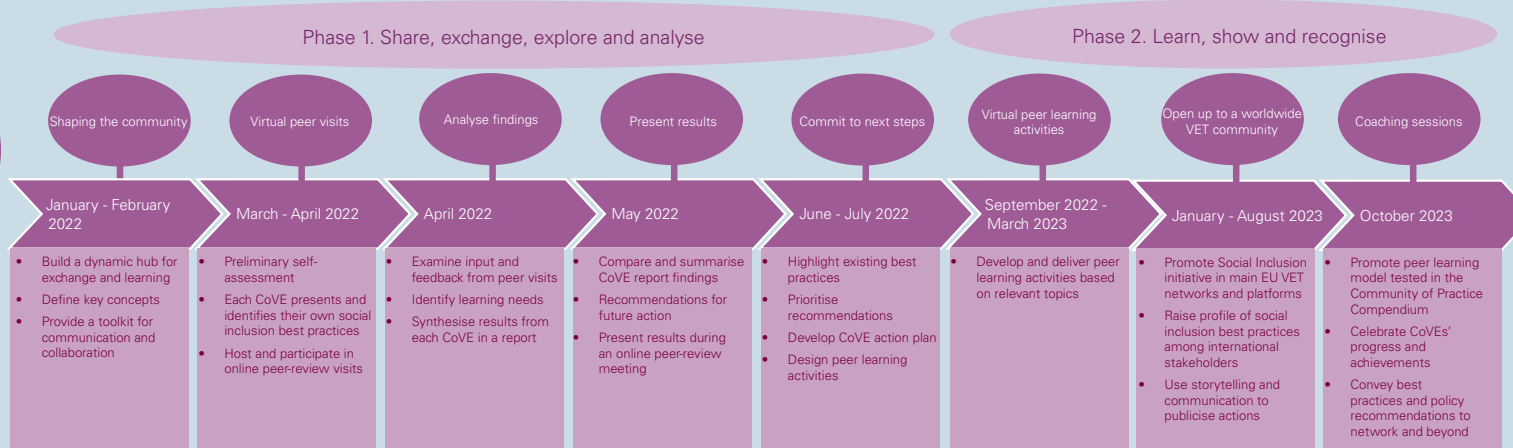 Phase 1. Share, exchange, explore and analyse
Phase 2. Learn, show and recognise
Shaping the community
Virtual peer visits
Analyse findings
Present results
Commit to next steps
Virtual peer learning
activities
Open up to a worldwide
VET community
Coaching sessions
January - February
2022
March - April 2022
April 2022
May 2022
June - July 2022
September 2022 -
March 2023
January - August 2023
October 2023
• Build a dynamic hub for
exchange and learning
• Define key concepts
• Provide a toolkit for
communication and
collaboration
• Preliminary self-
assessment
• Each CoVE presents and
identifies their own social
inclusion best practices
• Host and participate in
online peer-review visits
• Examine input and
feedback from peer visits
• Identify learning needs
• Synthesise results from
each CoVE in a report
• Compare and summarise
CoVE report findings
• Recommendations for
future action
• Present results during
an online peer-review
meeting
• Highlight existing best
practices
• Prioritise
recommendations
• Develop CoVE action plan
• Design peer learning
activities
• Develop and deliver peer
learning activities based
on relevant topics
• Promote Social Inclusion
initiative in main EU VET
networks and platforms
• Raise profile of social
inclusion best practices
among international
stakeholders
• Use storytelling and
communication to
publicise actions
• Promote peer learning
model tested in the
Community of Practice
Compendium
• Celebrate CoVEs'
progress and
achievements
• Convey best
practices and policy
recommendations to
network and beyond